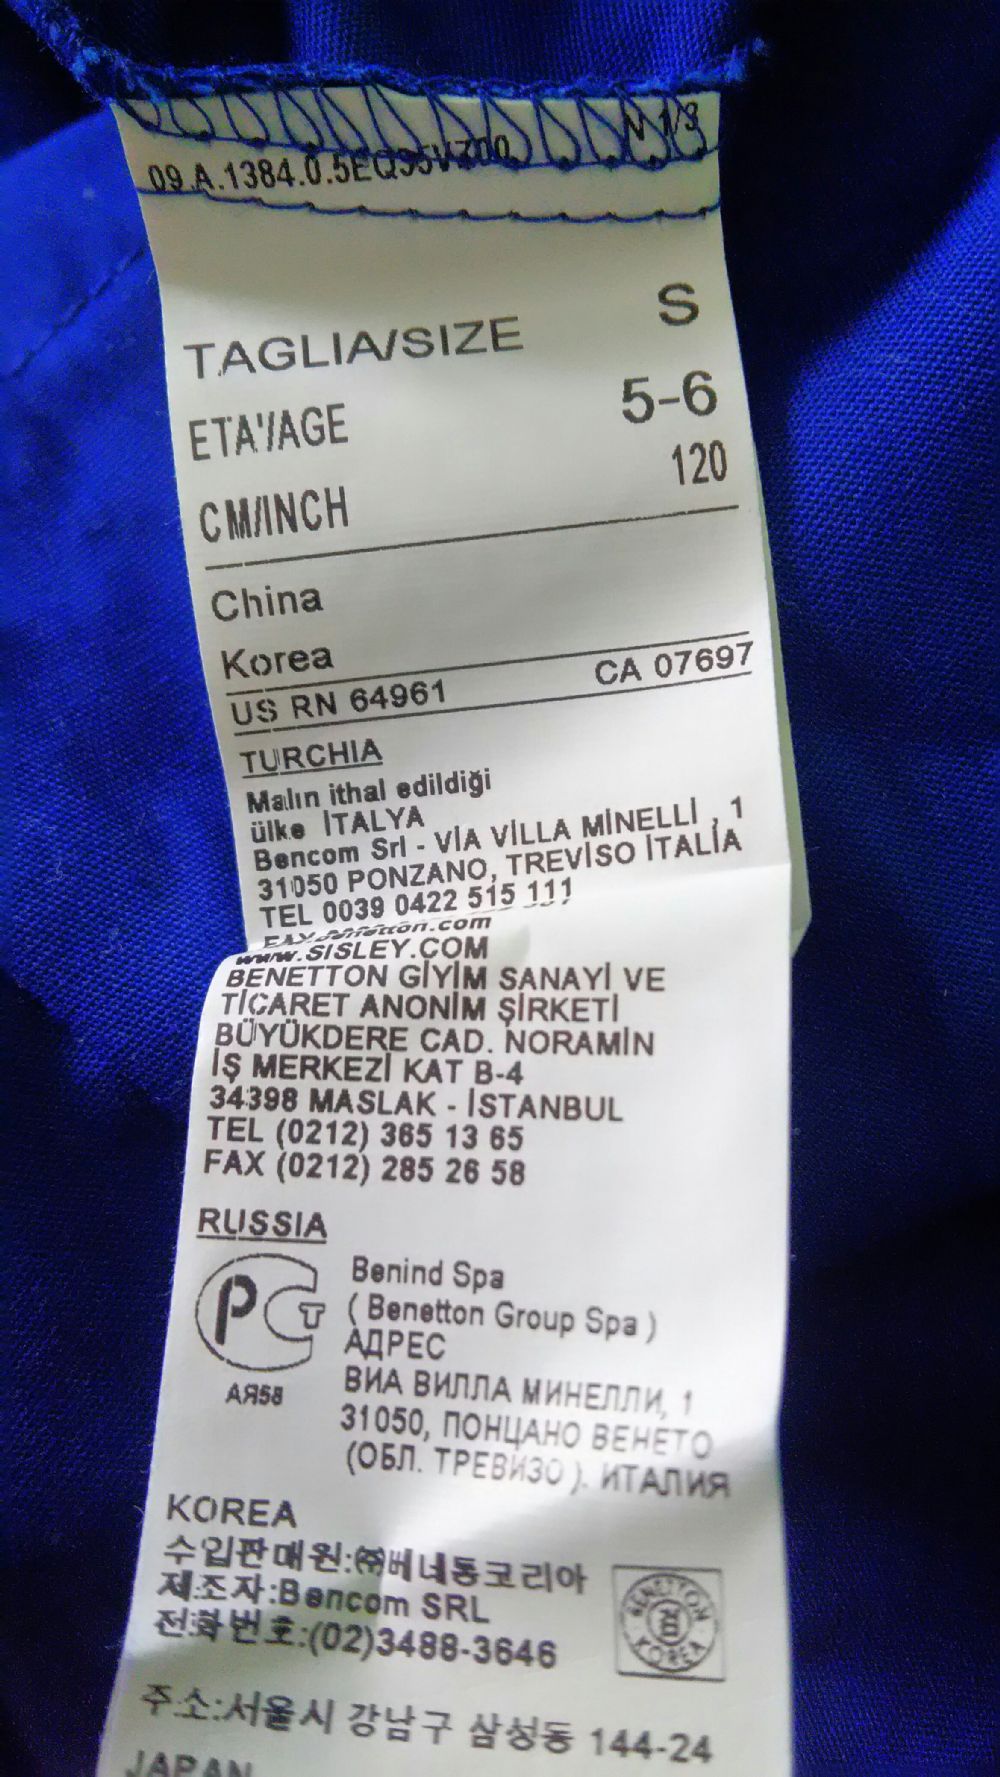 N 1/3
09.A.1384.0.5EQ95VZ00
TAGLIA/SIZE S
ETA'/AGE 5-6
CM/INCH 120
China
Korea
US RN 64961 CA 07697
TURCHIA
Malın ithal edildiği
ülke İTALYA
Bencom Srl - VİA VİLLA MİNELLİ , 1
31050 PONZANO, TREVİSO İTALİA
TEL 0039 0422 515 111
www.SISLEY.COM
BENETTON GİYİM SANAYİ VE
TİCARET ANONİM ŞİRKETİ
BÜYÜKDERE CAD. NORAMİN
İŞ MERKEZİ KAT B-4
34398 MASLAK - İSTANBUL
TEL (0212) 365 13 65
FAX (0212) 285 26 58
RUSSIA
РСТ
АЯ58
Benind Spa
( Benetton Group Spa )
АДРЕС
ВИА ВИЛЛА МИНЕЛЛИ, 1
31050, ПОНЦАНО ВЕНЕТО
(ОБЛ. ТРЕВИЗО ). ИТАЛИЯ
KOREA
수입판매원:㈜베네통코리아
제조자:Bencom SRL
전화번호:(02)3488-3646
BENETTON KOREA
주소:서울시 강남구 삼성동 144-24
JAPAN